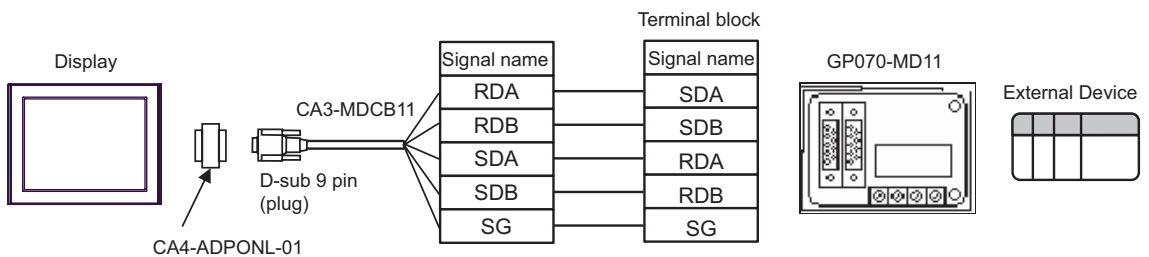 Terminal block
Display
Signal name
Signal name
GP070-MD11
External Device
CA3-MDCB11
RDA
SDA
RDB
SDB
SDA
RDA
SDB
RDB
SG
SG
D-sub 9 pin
(plug)
CA4-ADPONL-01